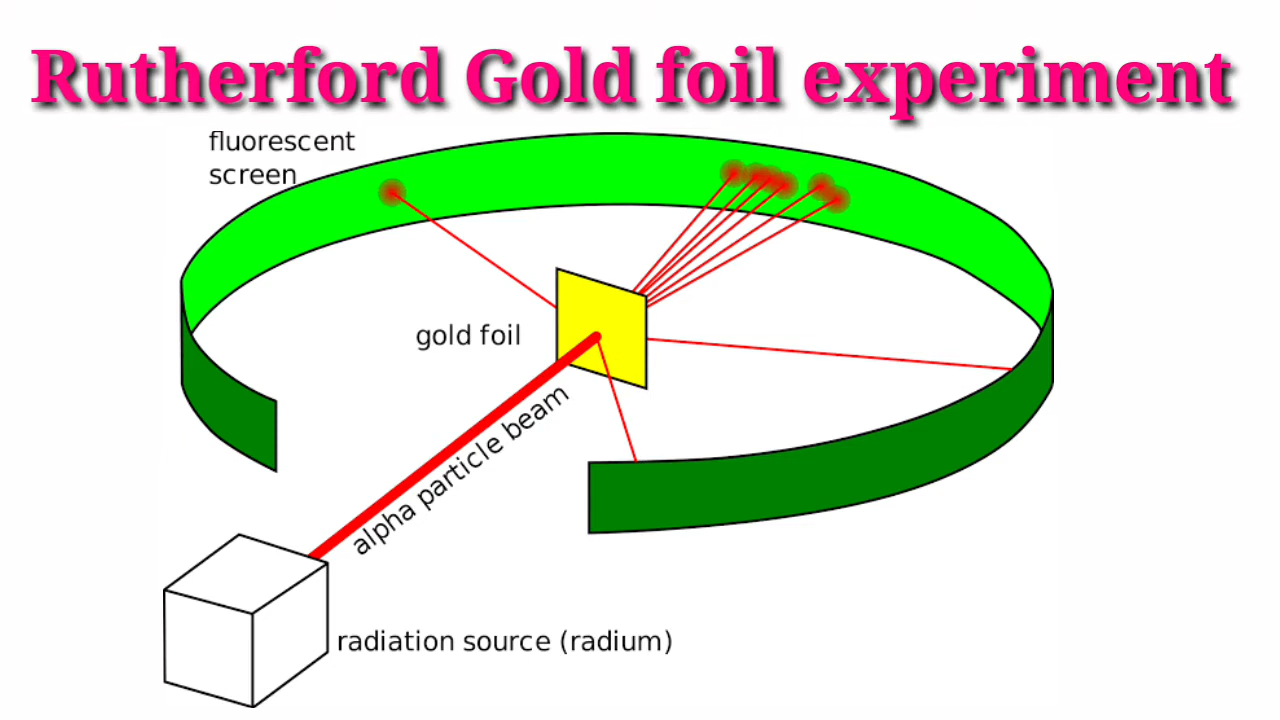 Rutherford Gold foil experiment
fluorescent
screen
gold foil
alpha particle beam
radiation source (radium)